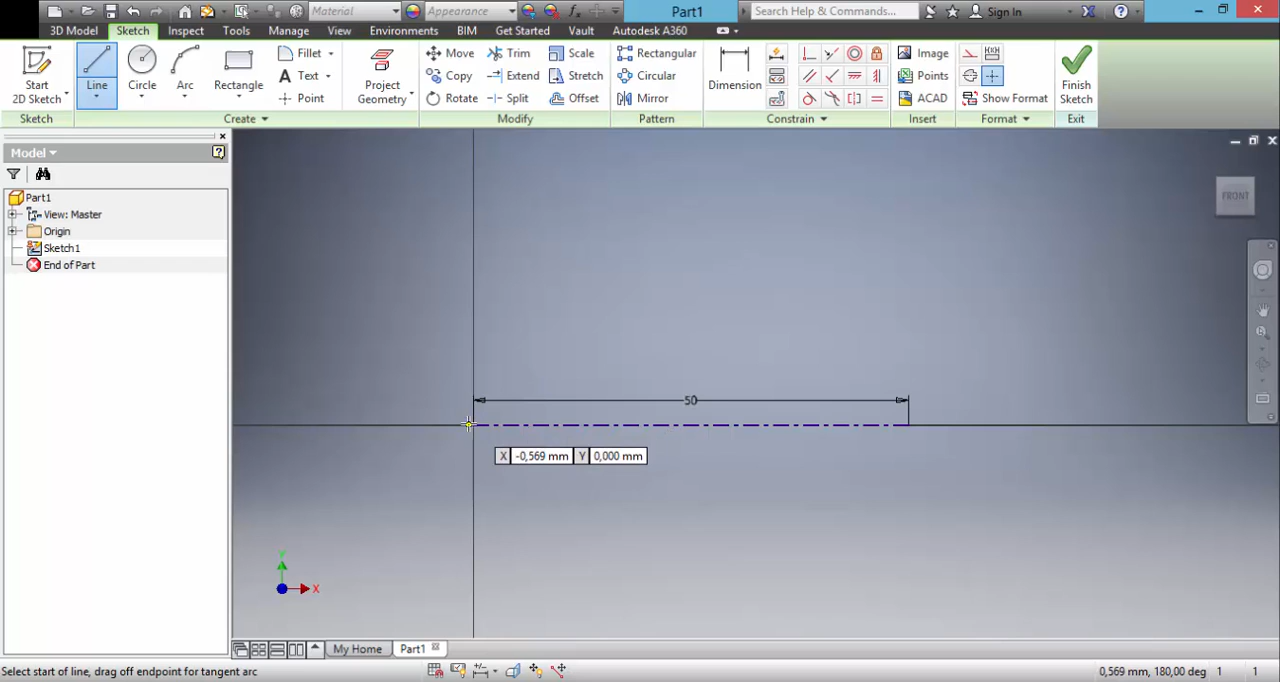 Material
Appearance
fx
Part1
Search Help & Commands...
Sign In
3D Model Sketch Inspect Tools Manage View Environments BIM Get Started Vault Autodesk A360
Start
2D Sketch
Line
Circle
Arc
Rectangle
Fillet
Text
Point
Project
Geometry
Move
Copy
Rotate
Trim
Extend
Split
Scale
Stretch
Offset
Rectangular
Circular
Mirror
Dimension
Image
Points
ACAD
Show Format
Finish
Sketch
Sketch Create Modify Pattern Constrain Insert Format Exit
Model
Part1
View: Master
Origin
Sketch1
End of Part
FRONT
50
X -0,569 mm Y 0,000 mm
Y
X
My Home Part1
Select start of line, drag off endpoint for tangent arc
0,569 mm, 180,00 deg 1 1